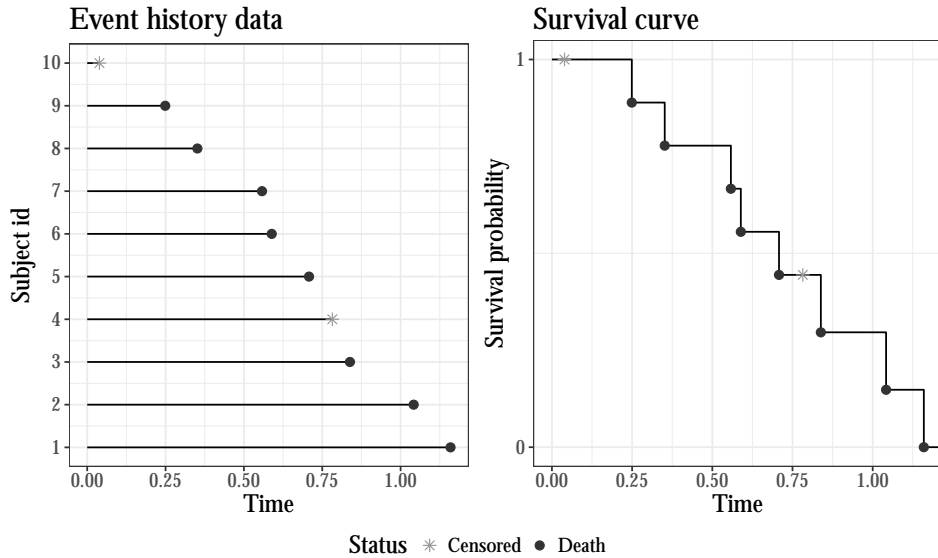 Event history data
Survival curve
Subject id
10
9
8
7
6
5
4
3
2
1
0.00 0.25 0.50 0.75 1.00
Time
Survival probability
1
0
0.00 0.25 0.50 0.75 1.00
Time
Status Censored Death